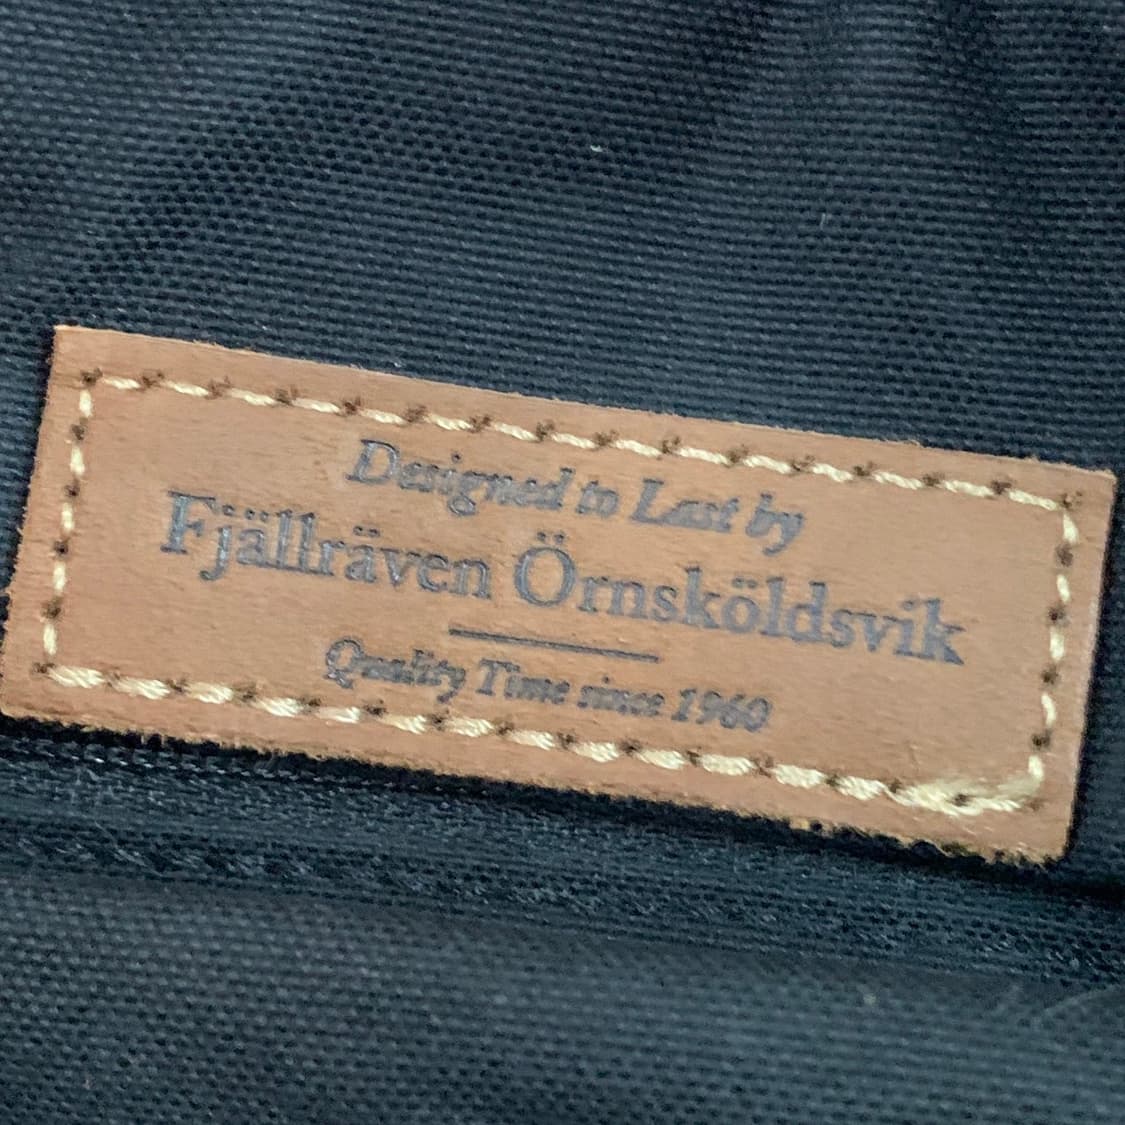 Designed to Last by
Fjällräven Örnsköldsvik
Quality Time since 1960